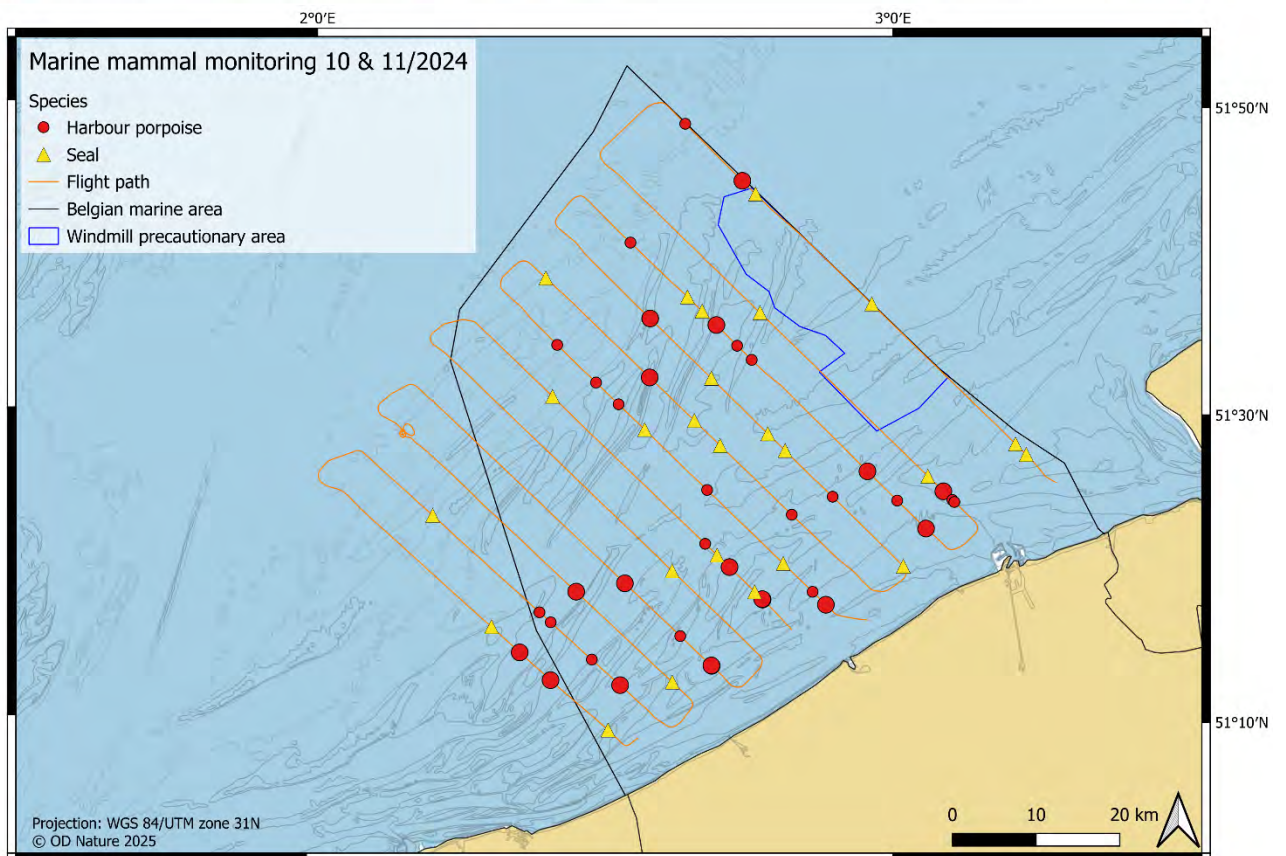 2°0'E
3°0'E
Marine mammal monitoring 10 & 11/2024
Species
Harbour porpoise
Seal
Flight path
Belgian marine area
Windmill precautionary area
51°50'N
51°30'N
51°10'N
0 10 20 km
Projection: WGS 84/UTM zone 31N
© OD Nature 2025